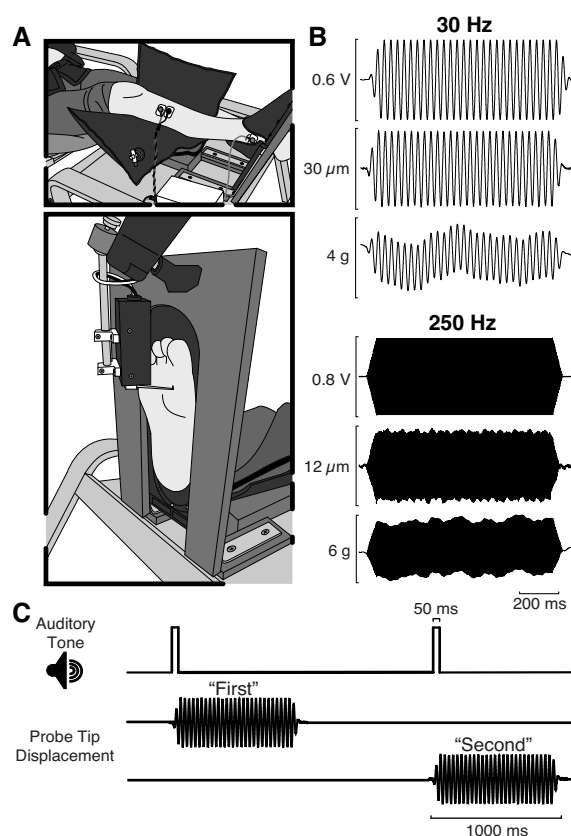 A
B
30 Hz
0.6 V
30 µm
4 g
250 Hz
0.8 V
12 µm
6 g
200 ms
C
Auditory
Tone
50 ms
“First”
Probe Tip
Displacement
“Second”
1000 ms